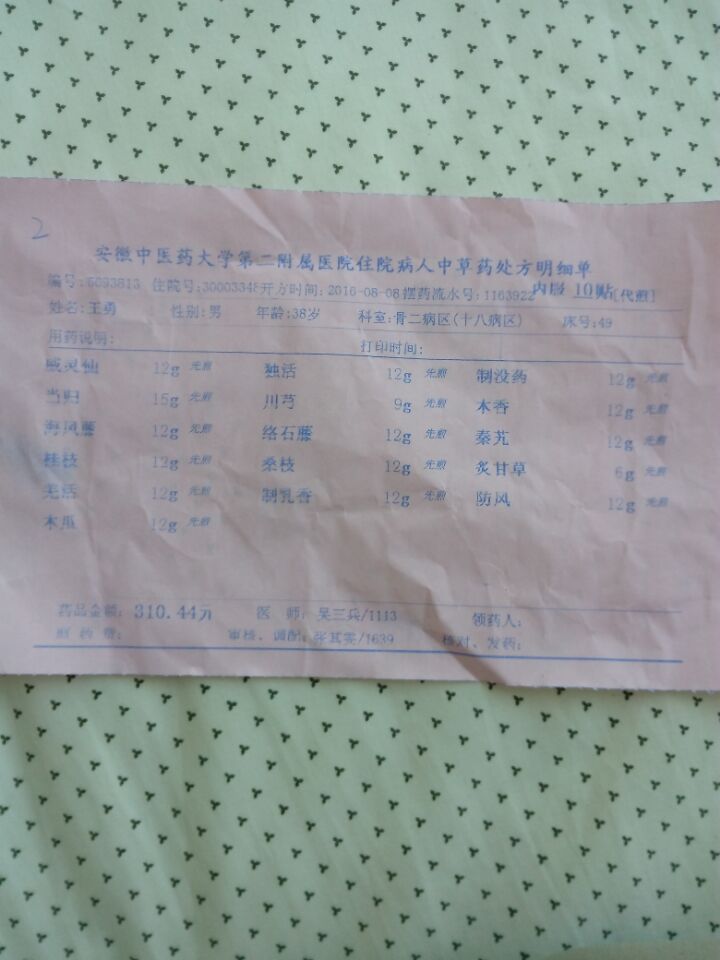 2
安徽中医药大学第二附属医院住院病人中草药处方明细单
编号:6093813 住院号:3000334 开方时间:2016-08-08 摆药流水号:1163922 内服 10贴[代煎]
姓名:王勇 性别:男 年龄:38岁 科室:骨二病区(十八病区) 床号:49
用药说明: 打印时间:
威灵仙 12g 先煎 独活 12g 先煎 制没药 12g 先煎
当归 15g 先煎 川芎 9g 先煎 木香 12g 先煎
海风藤 12g 先煎 络石藤 12g 先煎 秦艽 12g 先煎
桂枝 12g 先煎 桑枝 12g 先煎 炙甘草 6g 先煎
羌活 12g 先煎 制乳香 12g 先煎 防风 12g 先煎
木瓜 12g 先煎
药品金额: 310.44元 医 师: 吴三兵/1113 领药人:
煎药费: 审核、调配: 张其/1639 核对、发药: